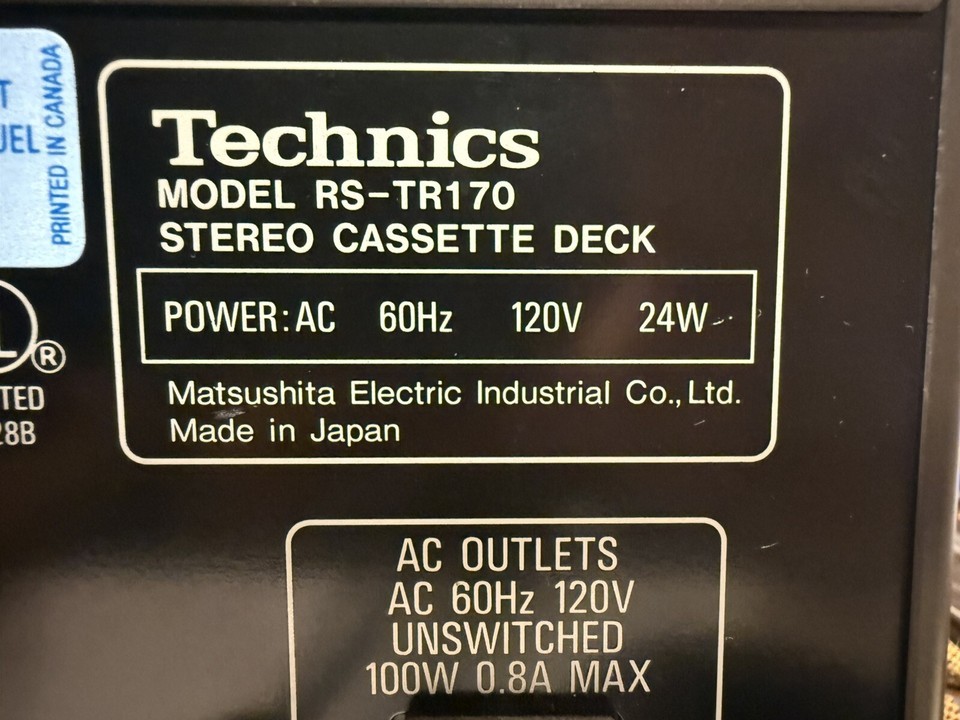 PRINTED IN CANADA
Technics
MODEL RS-TR170
STEREO CASSETTE DECK
POWER: AC 60Hz 120V 24W
Matsushita Electric Industrial Co., Ltd.
Made in Japan
®
28B
AC OUTLETS
AC 60Hz 120V
UNSWITCHED
100W 0.8A MAX